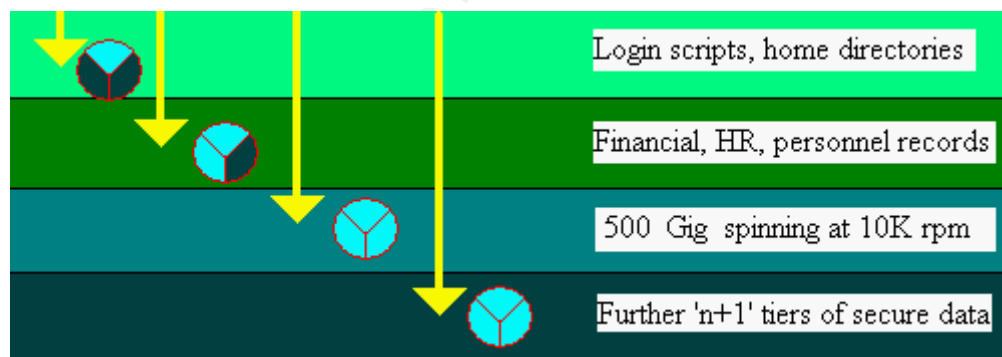 Login scripts, home directories
Financial, HR, personnel records
500 Gig spinning at 10K rpm
Further 'n+1' tiers of secure data